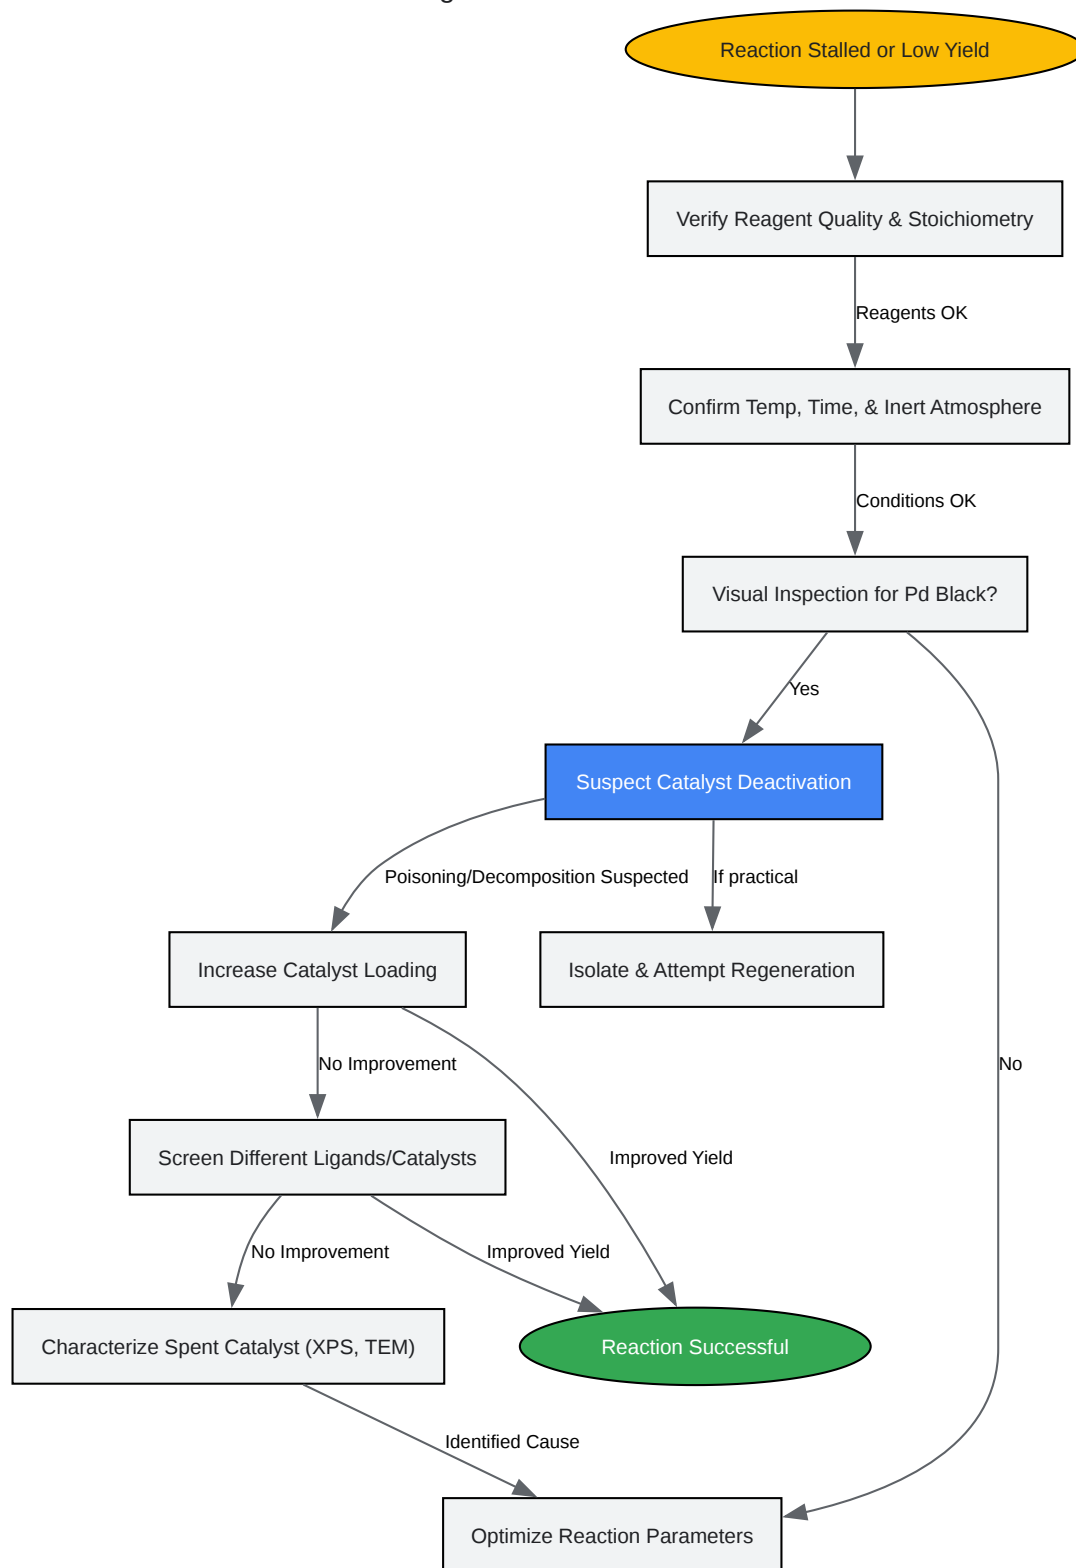 Reaction Stalled or Low Yield
Verify Reagent Quality & Stoichiometry
Reagents OK
Confirm Temp, Time, & Inert Atmosphere
Conditions OK
Visual Inspection for Pd Black?
Yes
Suspect Catalyst Deactivation
Poisoning/Decomposition Suspected
If practical
Increase Catalyst Loading
Isolate & Attempt Regeneration
No Improvement
No
Screen Different Ligands/Catalysts
Improved Yield
No Improvement
Improved Yield
Characterize Spent Catalyst (XPS, TEM)
Reaction Successful
Identified Cause
Optimize Reaction Parameters